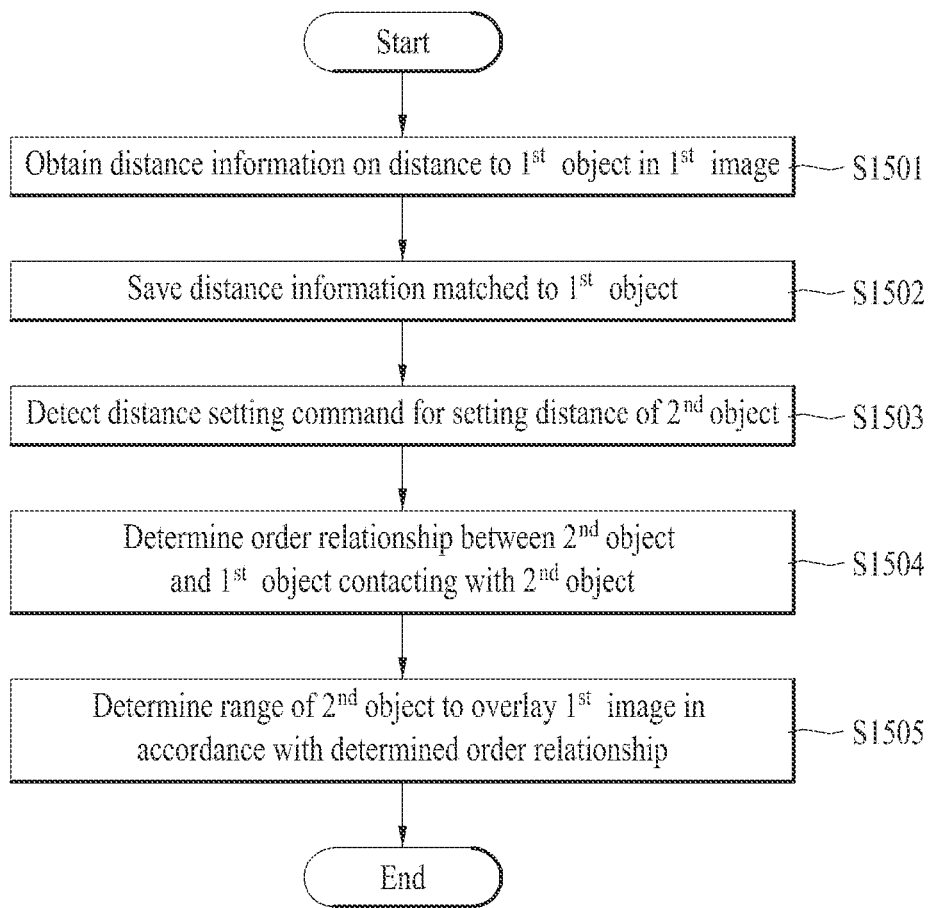 Start
Obtain distance information on distance to 1st object in 1st image
S1501
Save distance information matched to 1st object
S1502
Detect distance setting command for setting distance of 2nd object
S1503
Determine order relationship between 2nd object
and 1st object contacting with 2nd object
S1504
Determine range of 2nd object to overlay 1st image in
accordance with determined order relationship
S1505
End